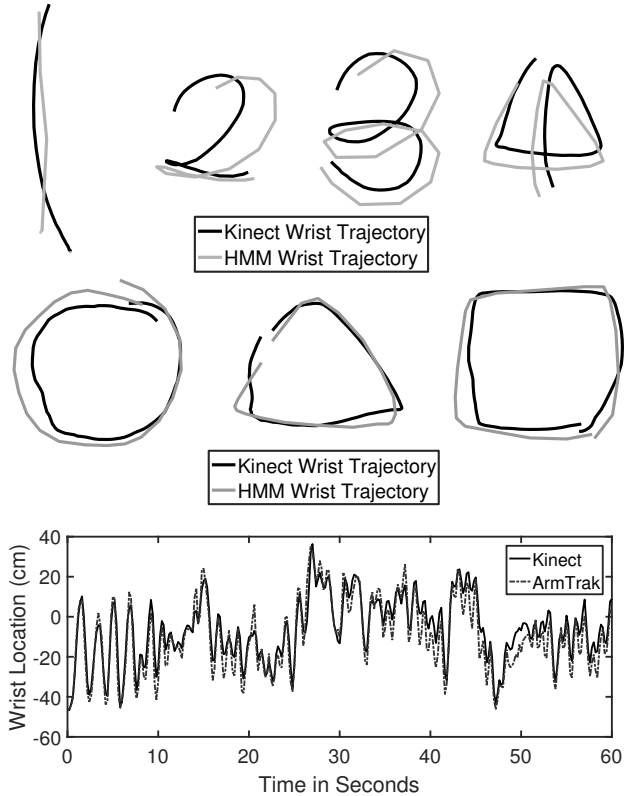 Kinect Wrist Trajectory
HMM Wrist Trajectory
Kinect Wrist Trajectory
HMM Wrist Trajectory
40
20
0
-20
-40
-60
Wrist Location (cm)
Kinect
ArmTrak
0 10 20 30 40 50 60
Time in Seconds